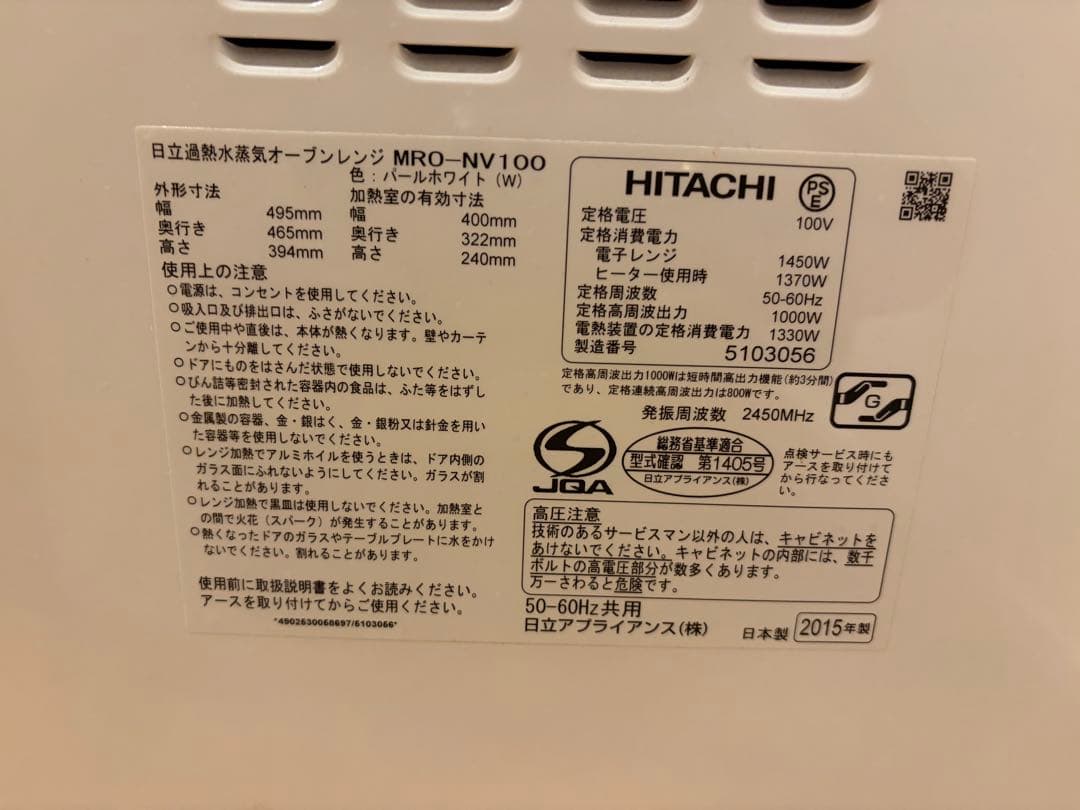 日立過熱水蒸気オーブンレンジ MRO-NV100
色：パールホワイト（W）
外形寸法
幅 495mm
奥行き 465mm
高さ 394mm
加熱室の有効寸法
幅 400mm
奥行き 322mm
高さ 240mm
使用上の注意
○電源は、コンセントを使用してください。
○吸入口及び排出口は、ふさがないでください。
○ご使用中や直後は、本体が熱くなります。壁やカーテ
ンから十分離してください。
○ドアにものをはさんだ状態で使用しないでください。
○びん詰等密封された容器内の食品は、ふた等をはずし
た後に加熱してください。
○金属製の容器、金・銀はく、金・銀粉又は針金を用い
た容器等を使用しないでください。
○レンジ加熱でアルミホイルを使うときは、ドア内側の
ガラス面にふれないようにしてください。ガラスが割
れることがあります。
○レンジ加熱で黒皿は使用しないでください。加熱室と
の間で火花（スパーク）が発生することがあります。
○熱くなったドアのガラスやテーブルプレートに水をかけ
ないでください。割れることがあります。
使用前に取扱説明書をよくお読みください。
アースを取り付けてからご使用ください。
*4902530058697/5103056*
HITACHI
PS
E
定格電圧 100V
定格消費電力
電子レンジ 1450W
ヒーター使用時 1370W
定格周波数 50-60Hz
定格高周波出力 1000W
電熱装置の定格消費電力 1330W
製造番号 5103056
定格高周波出力1000Wは短時間高出力機能（約3分間）
であり、定格連続高周波出力は800Wです。
発振周波数 2450MHz
G
JQA
総務省基準適合
型式確認 第1405号
日立アプライアンス（株）
点検サービス時にも
アースを取り付けて
から行なってくださ
い。
高圧注意
技術のあるサービスマン以外の人は、キャビネットを
あけないでください。キャビネットの内部には、数千
ボルトの高電圧部分が数多くあります。
万一さわると危険です。
50-60Hz共用
日立アプライアンス（株） 日本製 2015年製